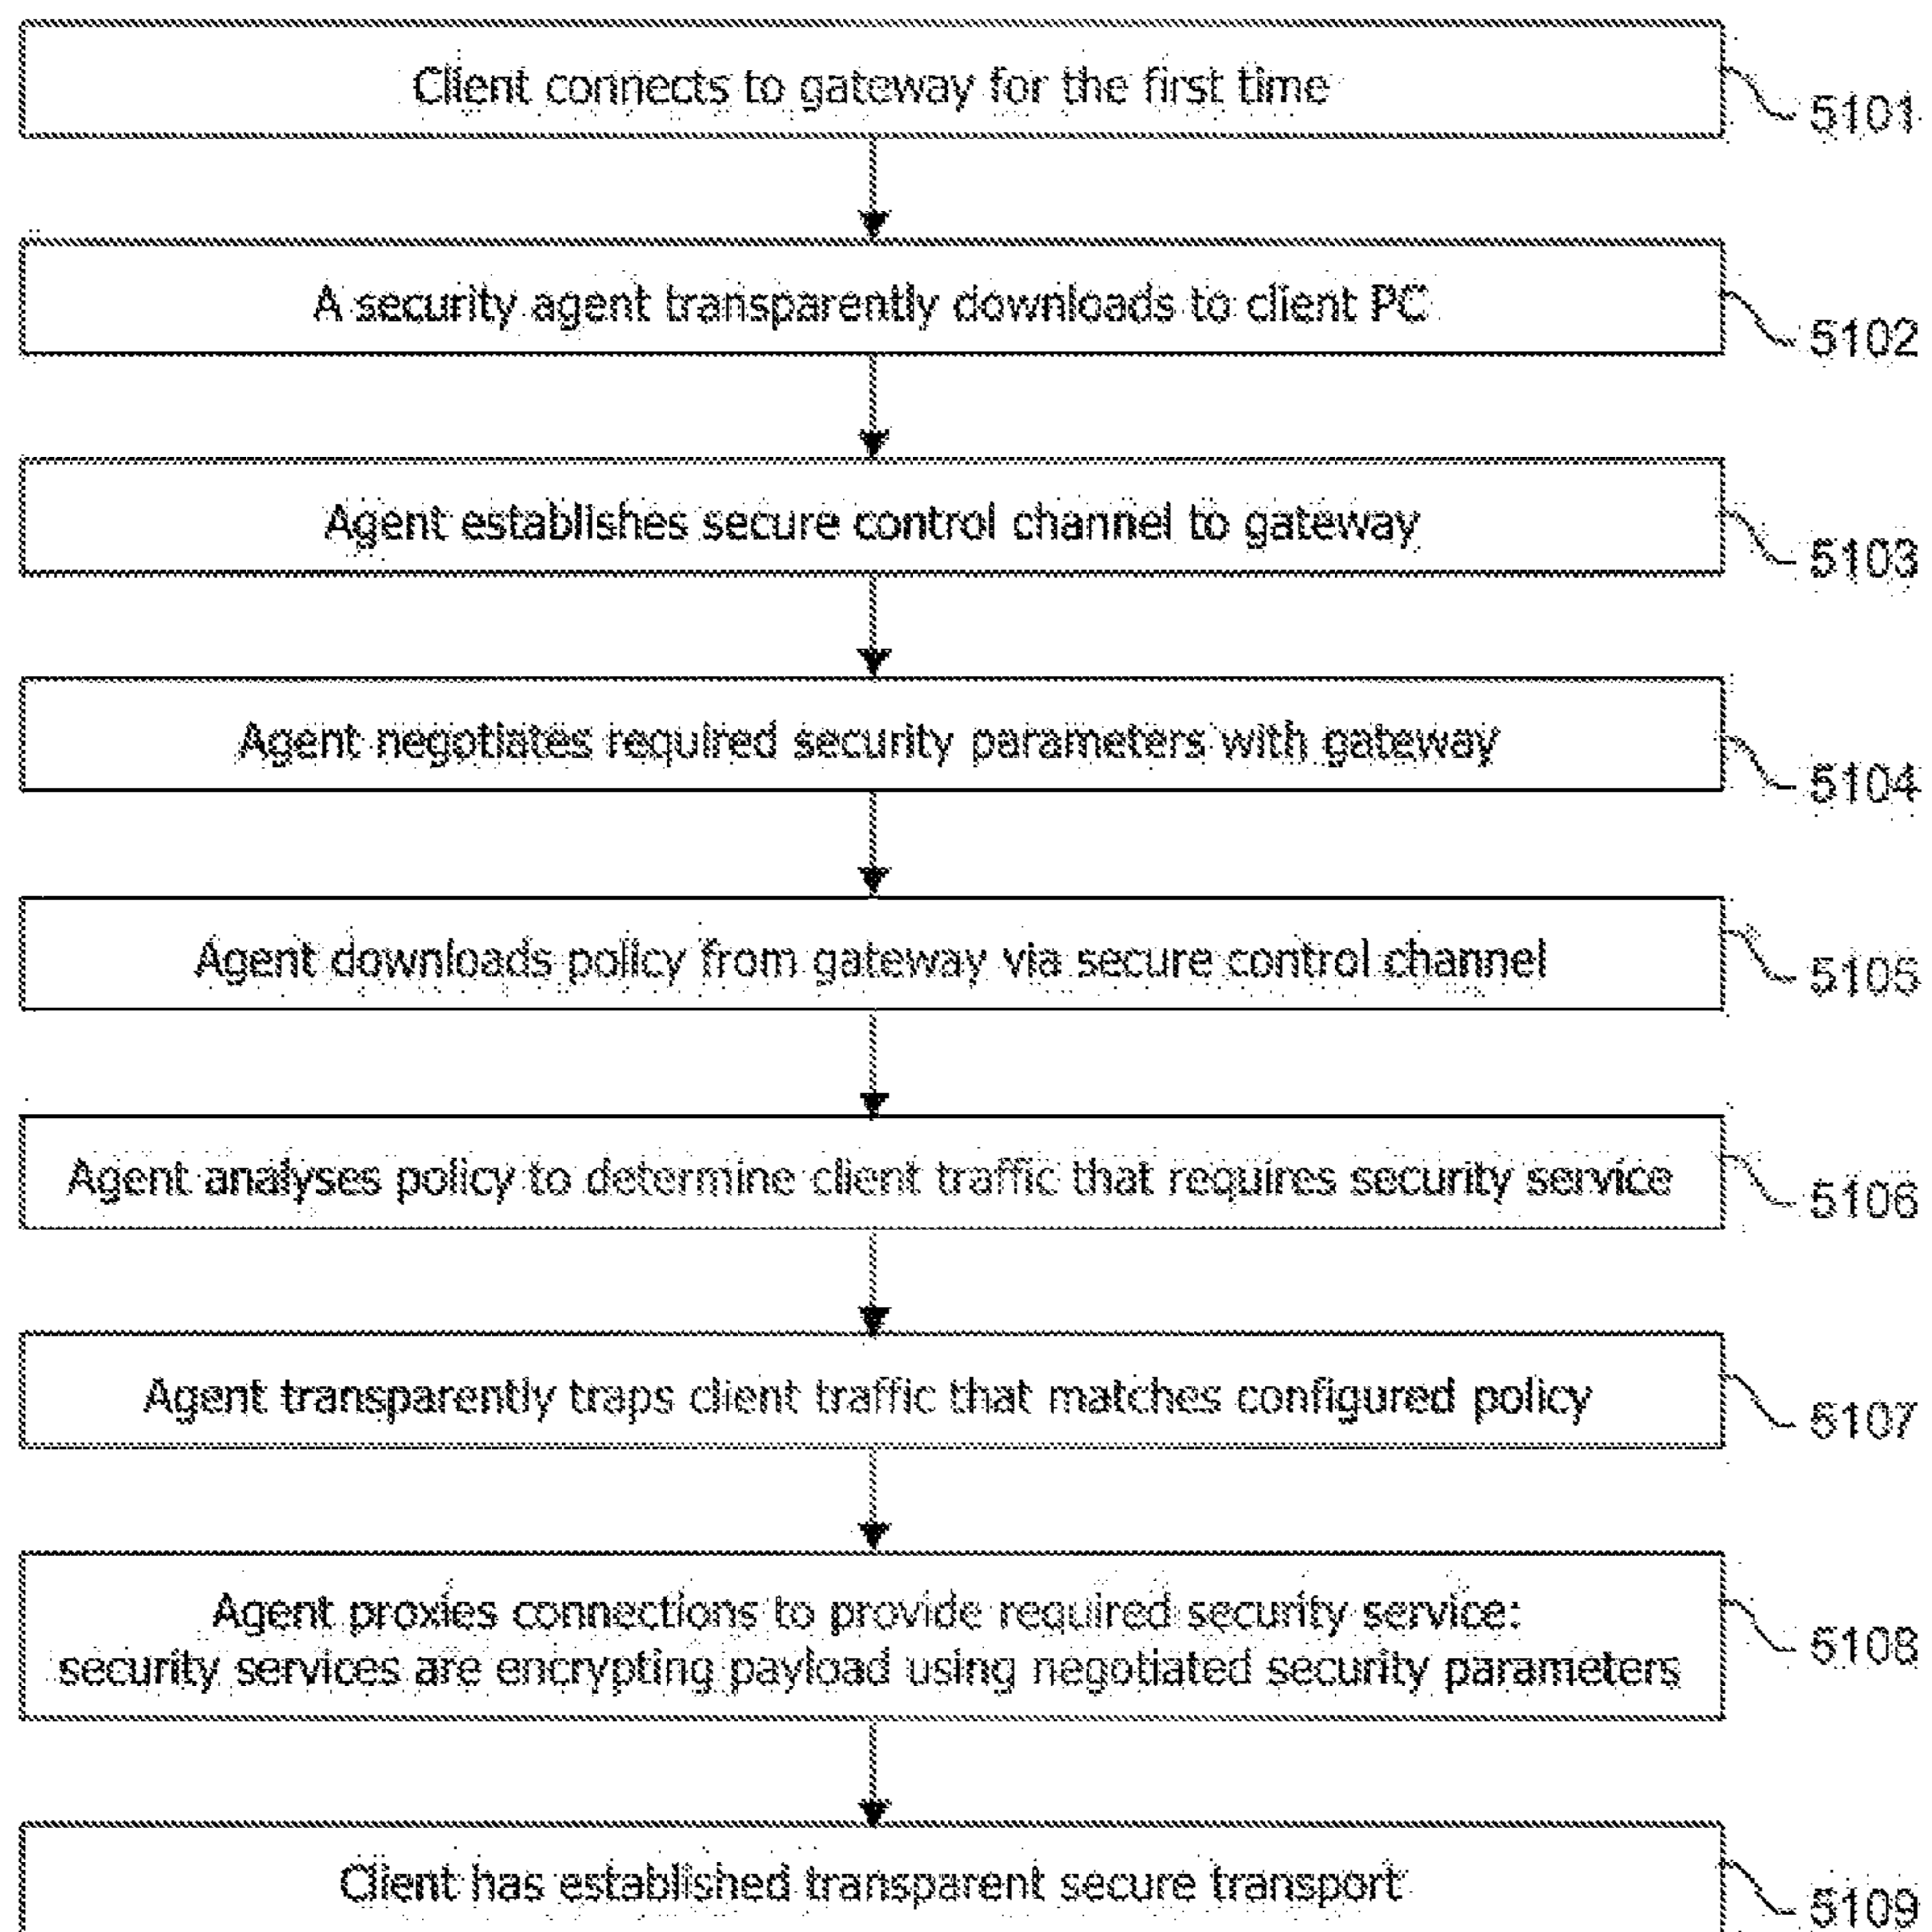 Client connects to gateway for the first time
5101
A security agent transparently downloads to client PC
5102
Agent establishes secure control channel to gateway
5103
Agent negotiates required security parameters with gateway
5104
Agent downloads policy from gateway via secure control channel
5105
Agent analyses policy to determine client traffic that requires security service
5106
Agent transparently traps client traffic that matches configured policy
5107
Agent proxies connections to provide required security service:
security services are encrypting payload using negotiated security parameters
5108
Client has established transparent secure transport
5109